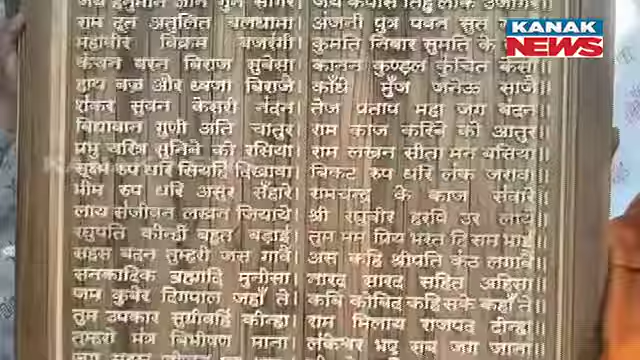 जय हनुमान ज्ञान गुन सागर। जय कपीस तिहुं लोक उजागर॥
राम दूत अतुलित बलधामा। अंजनी पुत्र पवन सुत
महाबीर बिक्रम बजरंगी। कुमति निवार सुमति के
KANAK
NEWS
कंचन बरन बिराज सुबेसा। कानन कुण्डल कुंचित केसा॥
हाथ बज्र और ध्वजा बिराजे। काँधे मुँज जनेऊ साजे॥
शंकर सुवन केसरी नंदन। तेज प्रताप महा जग बंदन॥
बिद्यावान गुणी अति चातुर। राम काज करिबे को आतुर॥
प्रभु चरित्र सुनिबे को रसिया। राम लखन सीता मन बसिया॥
सुक्ष्म रुप धरि सियहिं दिखावा। बिकट रुप धरि लंक जरावा॥
भीम रुप धरि असुर सँहारे। रामचन्द्र के काज संवारे॥
लाय संजीवन लखन जियाये। श्री रघुबीर हरषि उर लाये
रघुपति कीन्हीं बहुत बड़ाई। तुम मम प्रिय भरत हि सम भाई
सहस बदन तुम्हरो जस गावें। अस कहि श्रीपति कंठ लगावें
सनकादिक ब्रह्मादि मुनीसा। नारद सारद सहित अहिसा॥
जम कुबेर दिगपाल जहाँ ते। कबि कोबिद कहि सके कहाँ ते॥
तुम उपकार सुग्रीवहिं कीन्हा। राम मिलाय राजपद दीन्हा॥
तुम्हरो मंत्र बिभीषण माना। लंकेश्वर भए सब जग जाना॥